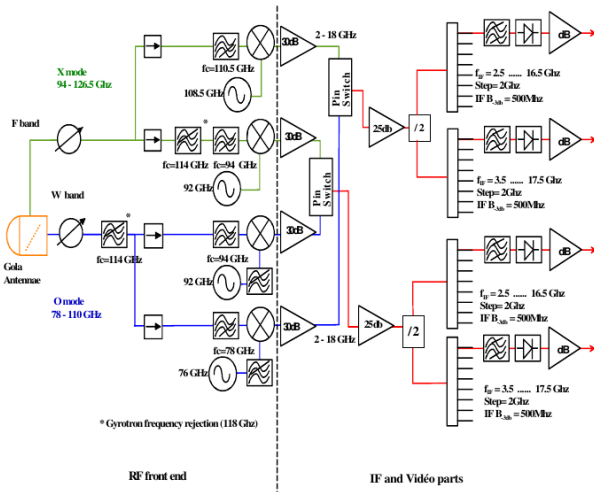 X mode
94 - 126.5 Ghz
F band
W band
Gola
Antennae
O mode
78 - 110 GHz
fc=110.5 GHz
108.5 GHz
*
fc=114 GHz
fc=94 GHz
92 GHz
*
fc=114GHz
fc=94GHz
92 GHz
fc=78 GHz
76 GHz
* Gyrotron frequency rejection (118 Ghz)
RF front end
30dB
30dB
30dB
30dB
2 - 18 GHz
2 - 18 GHz
Pin
Switch
Pin
Switch
25db
25db
/ 2
/ 2
dB
fIF = 2.5 ...... 16.5 Ghz
Step= 2Ghz
IF B-3db = 500Mhz
dB
fIF = 3.5 ...... 17.5 Ghz
Step= 2Ghz
IF B-3db = 500Mhz
dB
fIF = 2.5 ...... 16.5 Ghz
Step= 2Ghz
IF B-3db = 500Mhz
dB
fIF = 3.5 ...... 17.5 Ghz
Step= 2Ghz
IF B-3db = 500Mhz
IF and Vidéo parts